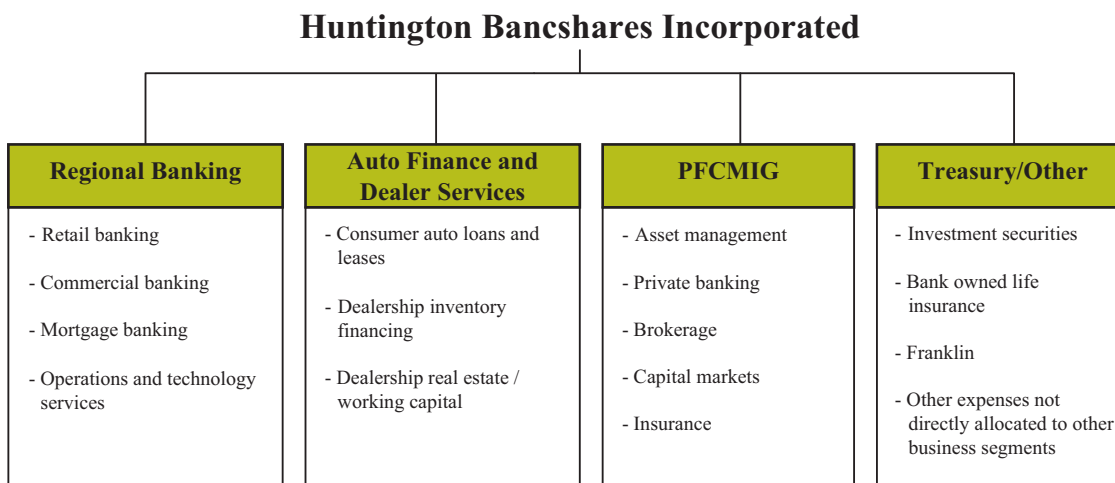 Huntington Bancshares Incorporated
Regional Banking
- Retail banking
- Commercial banking
- Mortgage banking
- Operations and technology
services
Auto Finance and
Dealer Services
- Consumer auto loans and
leases
- Dealership inventory
financing
- Dealership real estate /
working capital
PFCMIG
- Asset management
- Private banking
- Brokerage
- Capital markets
- Insurance
Treasury/Other
- Investment securities
- Bank owned life
insurance
- Franklin
- Other expenses not
directly allocated to other
business segments